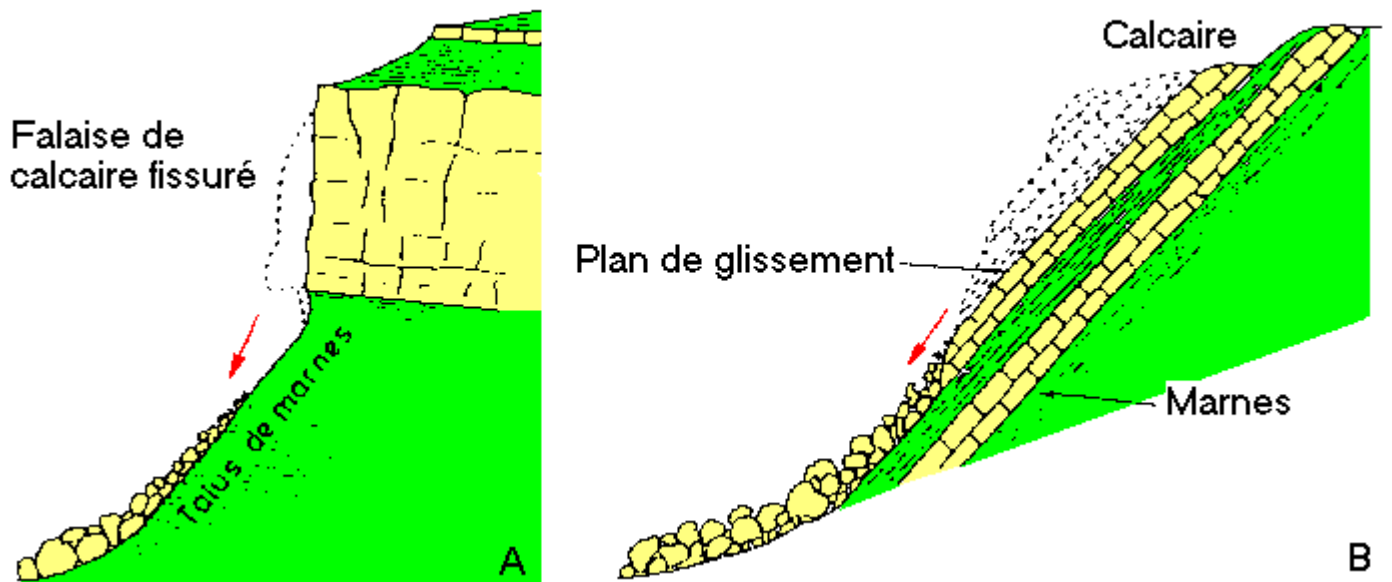 Falaise de
calcaire fissuré
Talus de marnes
A
Calcaire
Plan de glissement
Marnes
B